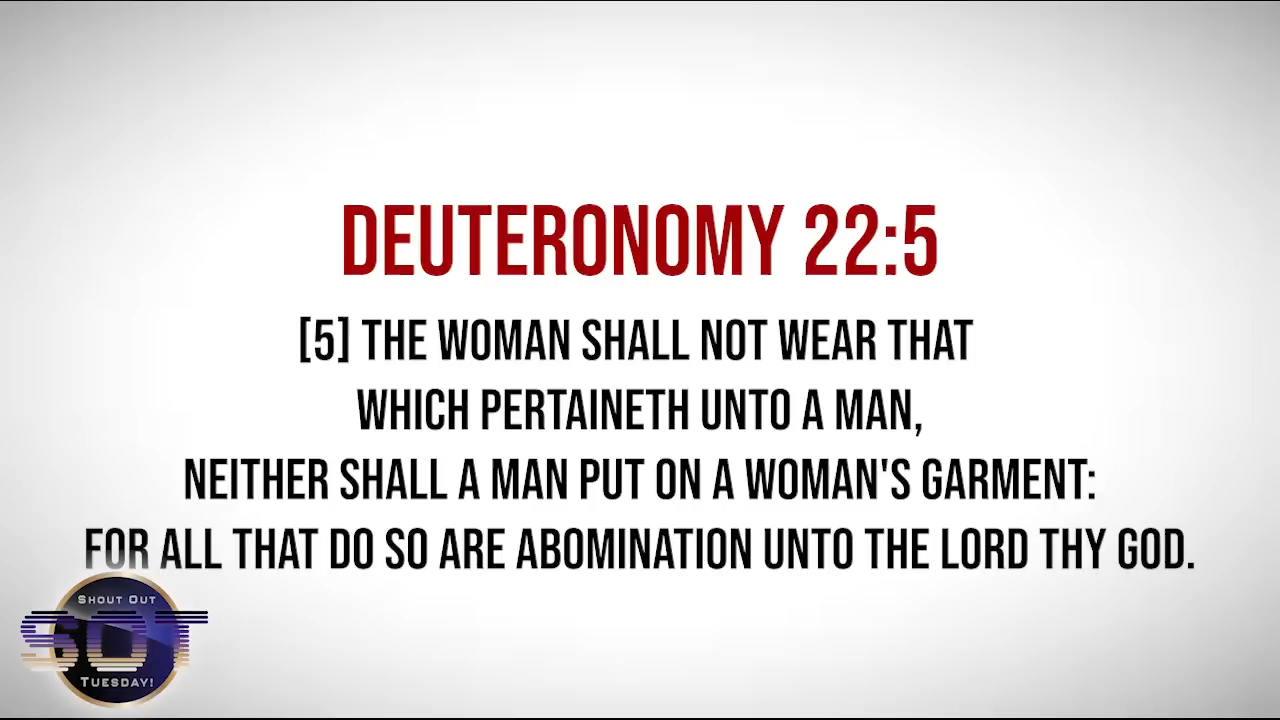 DEUTERONOMY 22:5
[5] THE WOMAN SHALL NOT WEAR THAT
WHICH PERTAINETH UNTO A MAN,
NEITHER SHALL A MAN PUT ON A WOMAN'S GARMENT:
FOR ALL THAT DO SO ARE ABOMINATION UNTO THE LORD THY GOD.
SHOUT OUT
SOT
TUESDAY!